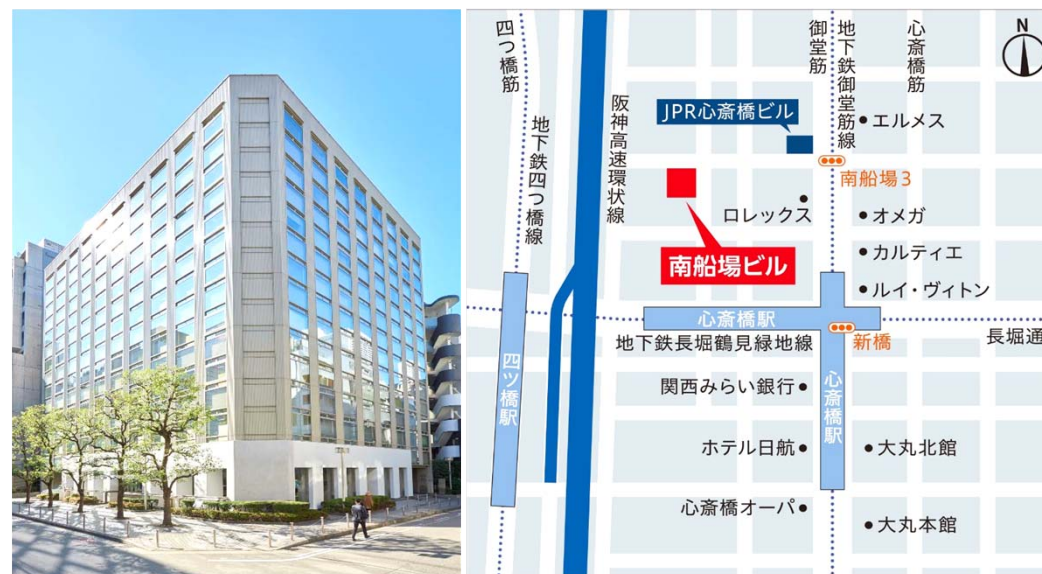 四つ橋筋
地下鉄四つ橋線
阪神高速環状線
御堂筋
地下鉄御堂筋線
心斎橋筋
N
JPR心斎橋ビル
エルメス
南船場3
ロレックス
オメガ
南船場ビル
カルティエ
ルイ・ヴィトン
心斎橋駅
地下鉄長堀鶴見緑地線
新橋
長堀通
四ツ橋駅
関西みらい銀行
心斎橋駅
ホテル日航
大丸北館
心斎橋オーパ
大丸本館